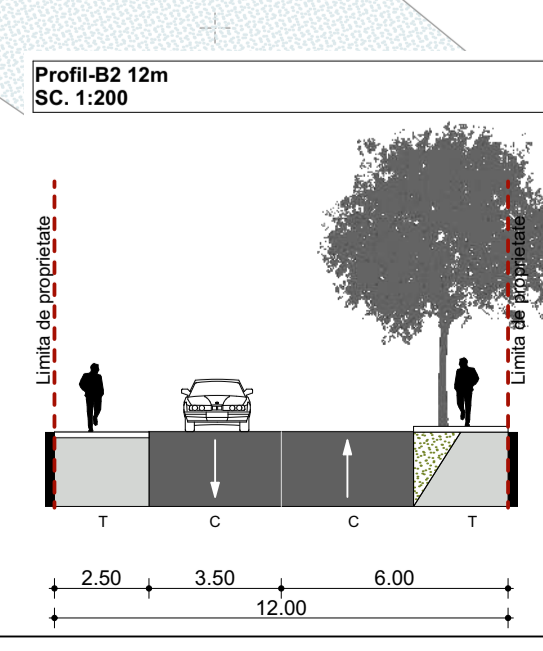 Profil-B2 12m
SC. 1:200
Limita de proprietate
Limita de proprietate
T C C T
2.50 3.50 6.00
12.00